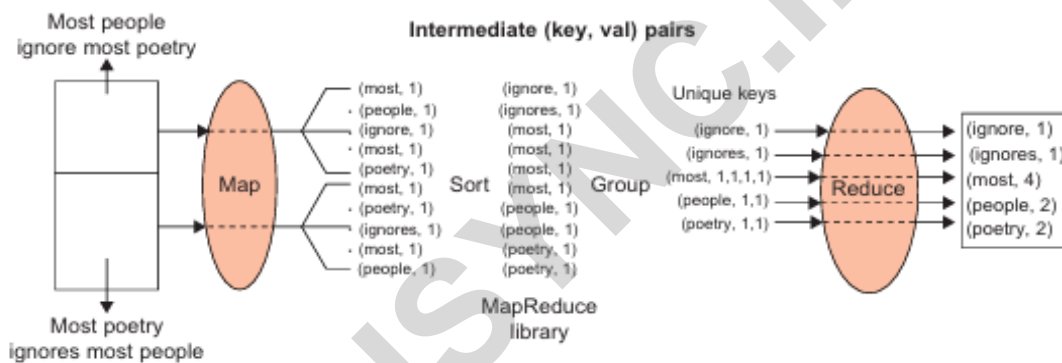 Most people
ignore most poetry
Intermediate (key, val) pairs
Map
(most, 1)
(people, 1)
(ignore, 1)
(most, 1)
(poetry, 1)
(most, 1)
(poetry, 1)
(ignores, 1)
(most, 1)
(people, 1)
Sort
(ignore, 1)
(ignores, 1)
(most, 1)
(most, 1)
(most, 1)
(most, 1)
(people, 1)
(people, 1)
(poetry, 1)
(poetry, 1)
Group
Unique keys
(ignore, 1)
(ignores, 1)
(most, 1,1,1,1)
(people, 1,1)
(poetry, 1,1)
Reduce
(ignore, 1)
(ignores, 1)
(most, 4)
(people, 2)
(poetry, 2)
MapReduce
library
Most poetry
ignores most people